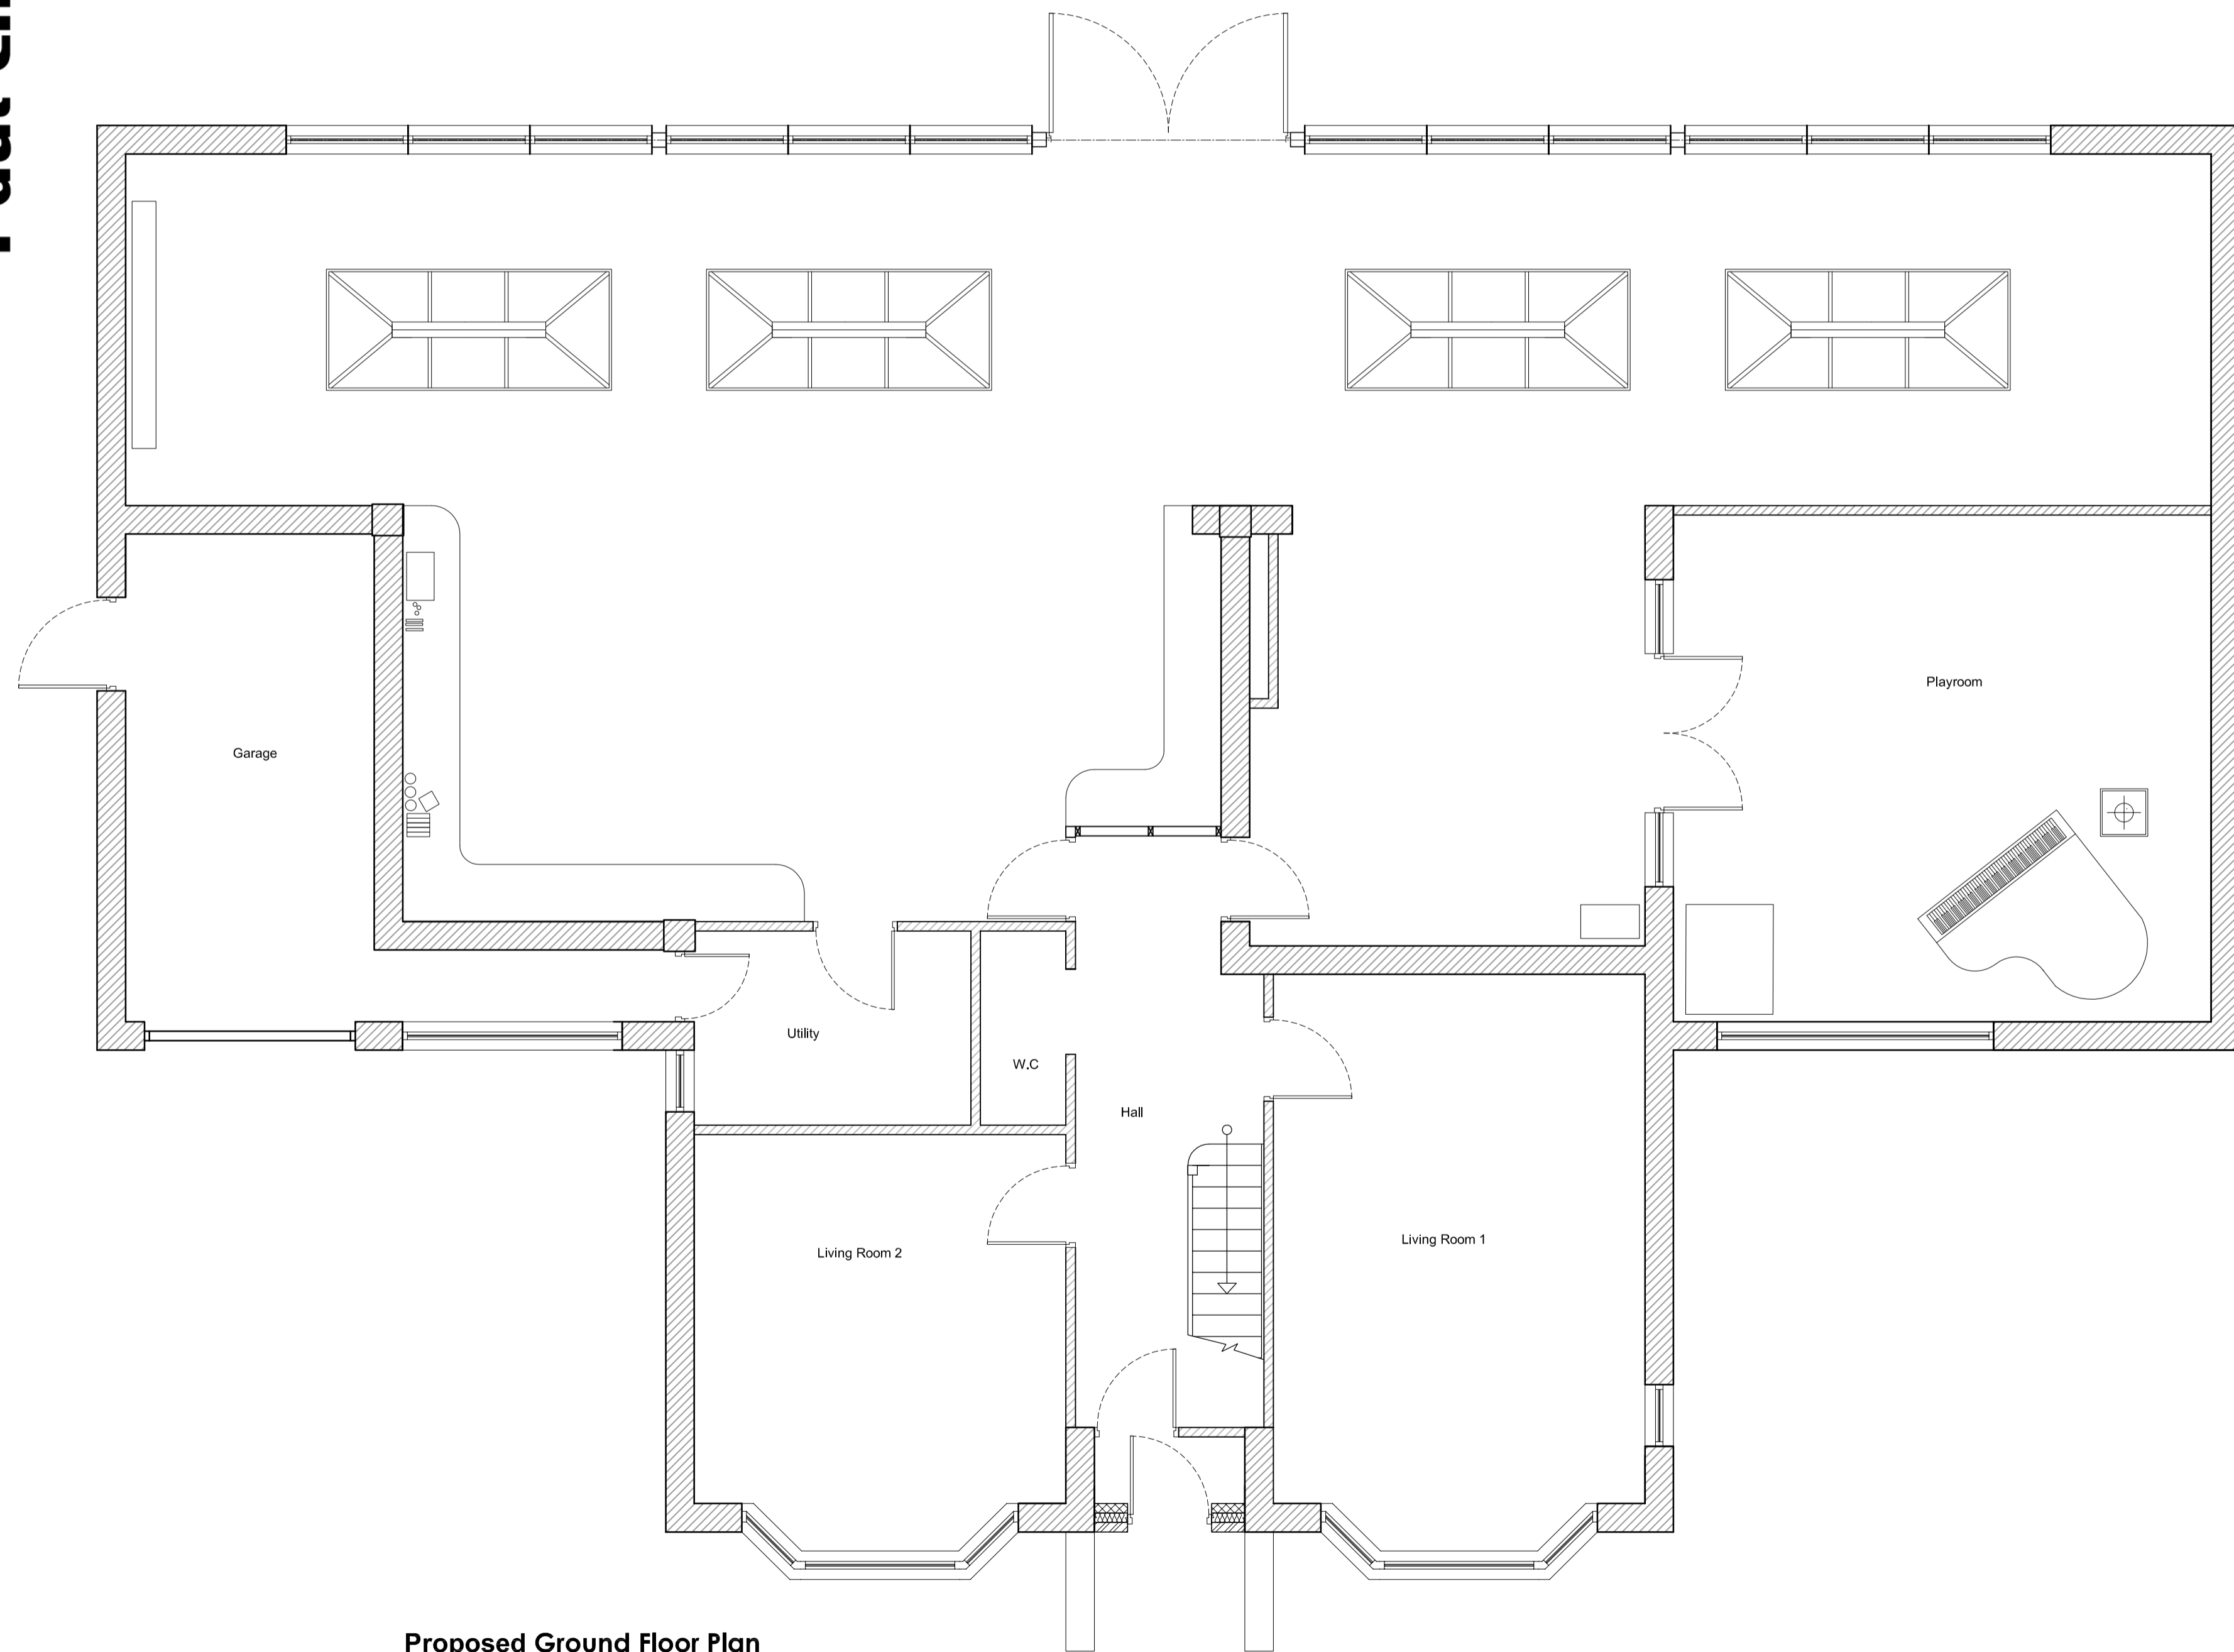 Playroom
Garage
Utility
W.C
Hall
Living Room 2
Living Room 1
Proposed Ground Floor Plan